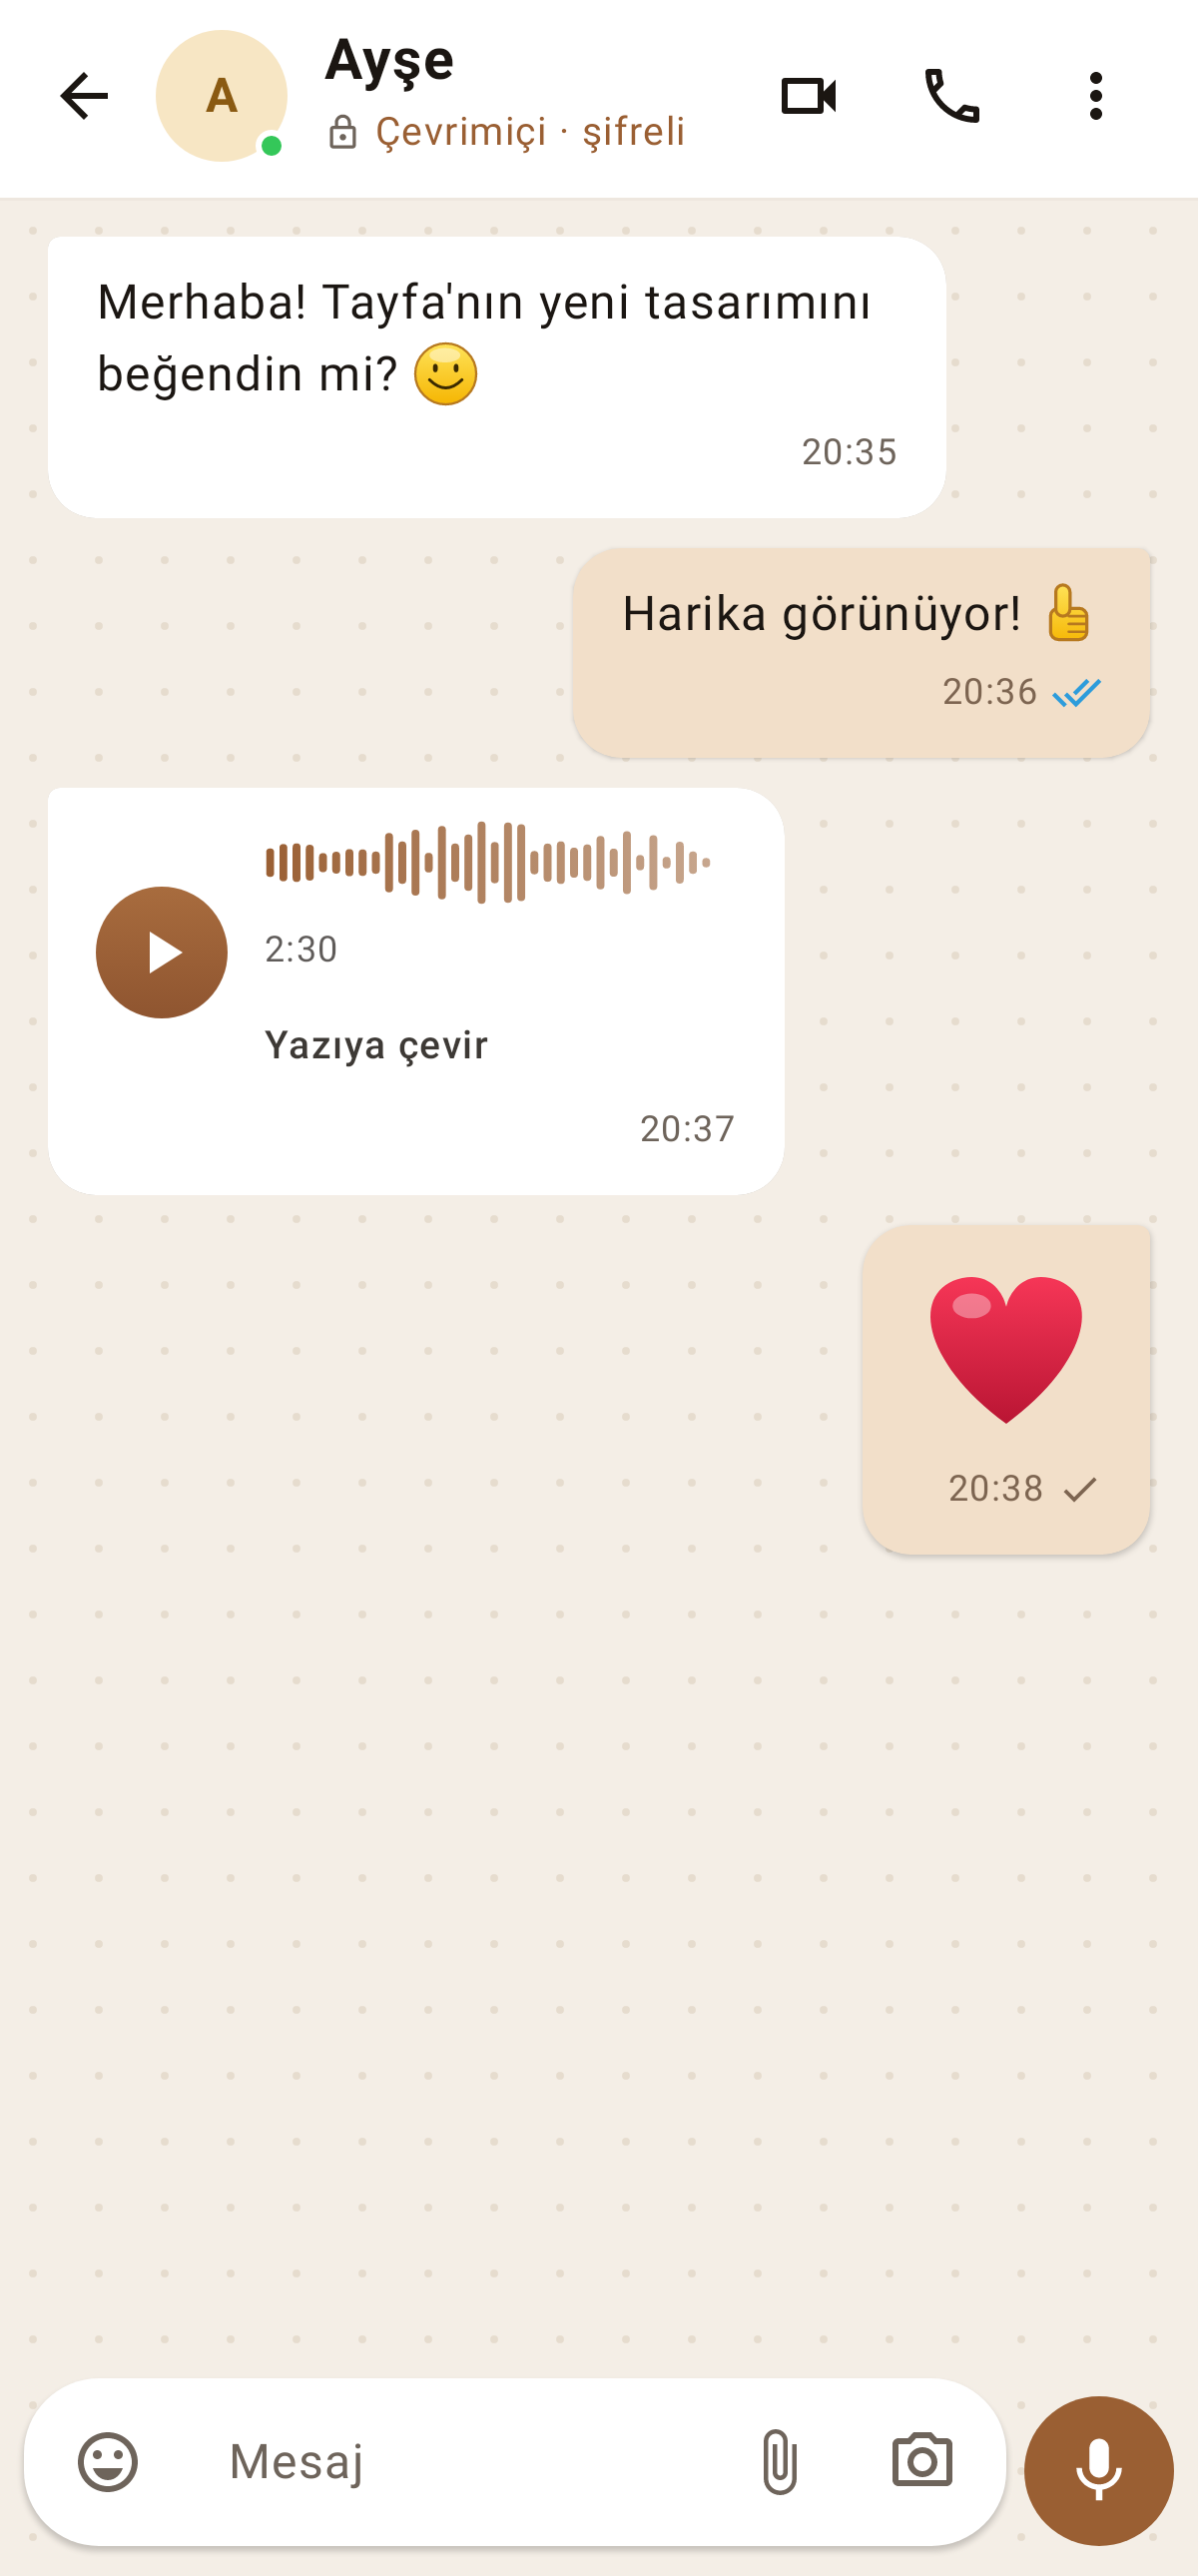 A
Ayşe
Çevrimiçi · şifreli
Merhaba! Tayfa'nın yeni tasarımını
beğendin mi? 🙂
20:35
Harika görünüyor! 👍
20:36
2:30
Yazıya çevir
20:37
20:38
Mesaj